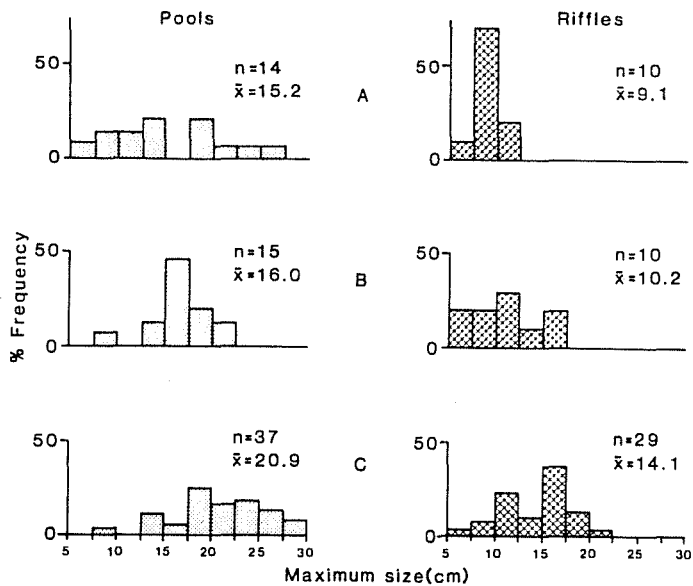 Pools
Riffles
50
0
n=14
x̄=15.2
A
50
0
n=10
x̄=9.1
% Frequency
50
0
n=15
x̄=16.0
B
50
0
n=10
x̄=10.2
50
0
n=37
x̄=20.9
C
50
0
n=29
x̄=14.1
5 10 15 20 25 30
5 10 15 20 25 30
Maximum size(cm)